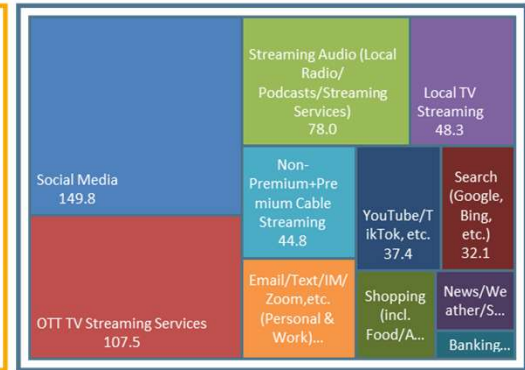 Social Media
149.8
OTT TV Streaming Services
107.5
Streaming Audio (Local
Radio/
Podcasts/Streaming
Services)
78.0
Local TV
Streaming
48.3
Non-
Premium+Pre
mium Cable
Streaming
44.8
YouTube/T
ikTok, etc.
37.4
Search
(Google,
Bing,
etc.)
32.1
Email/Text/IM/
Zoom,etc.
(Personal &
Work)...
Shopping
(incl.
Food/A...
News/We
ather/S...
Banking...